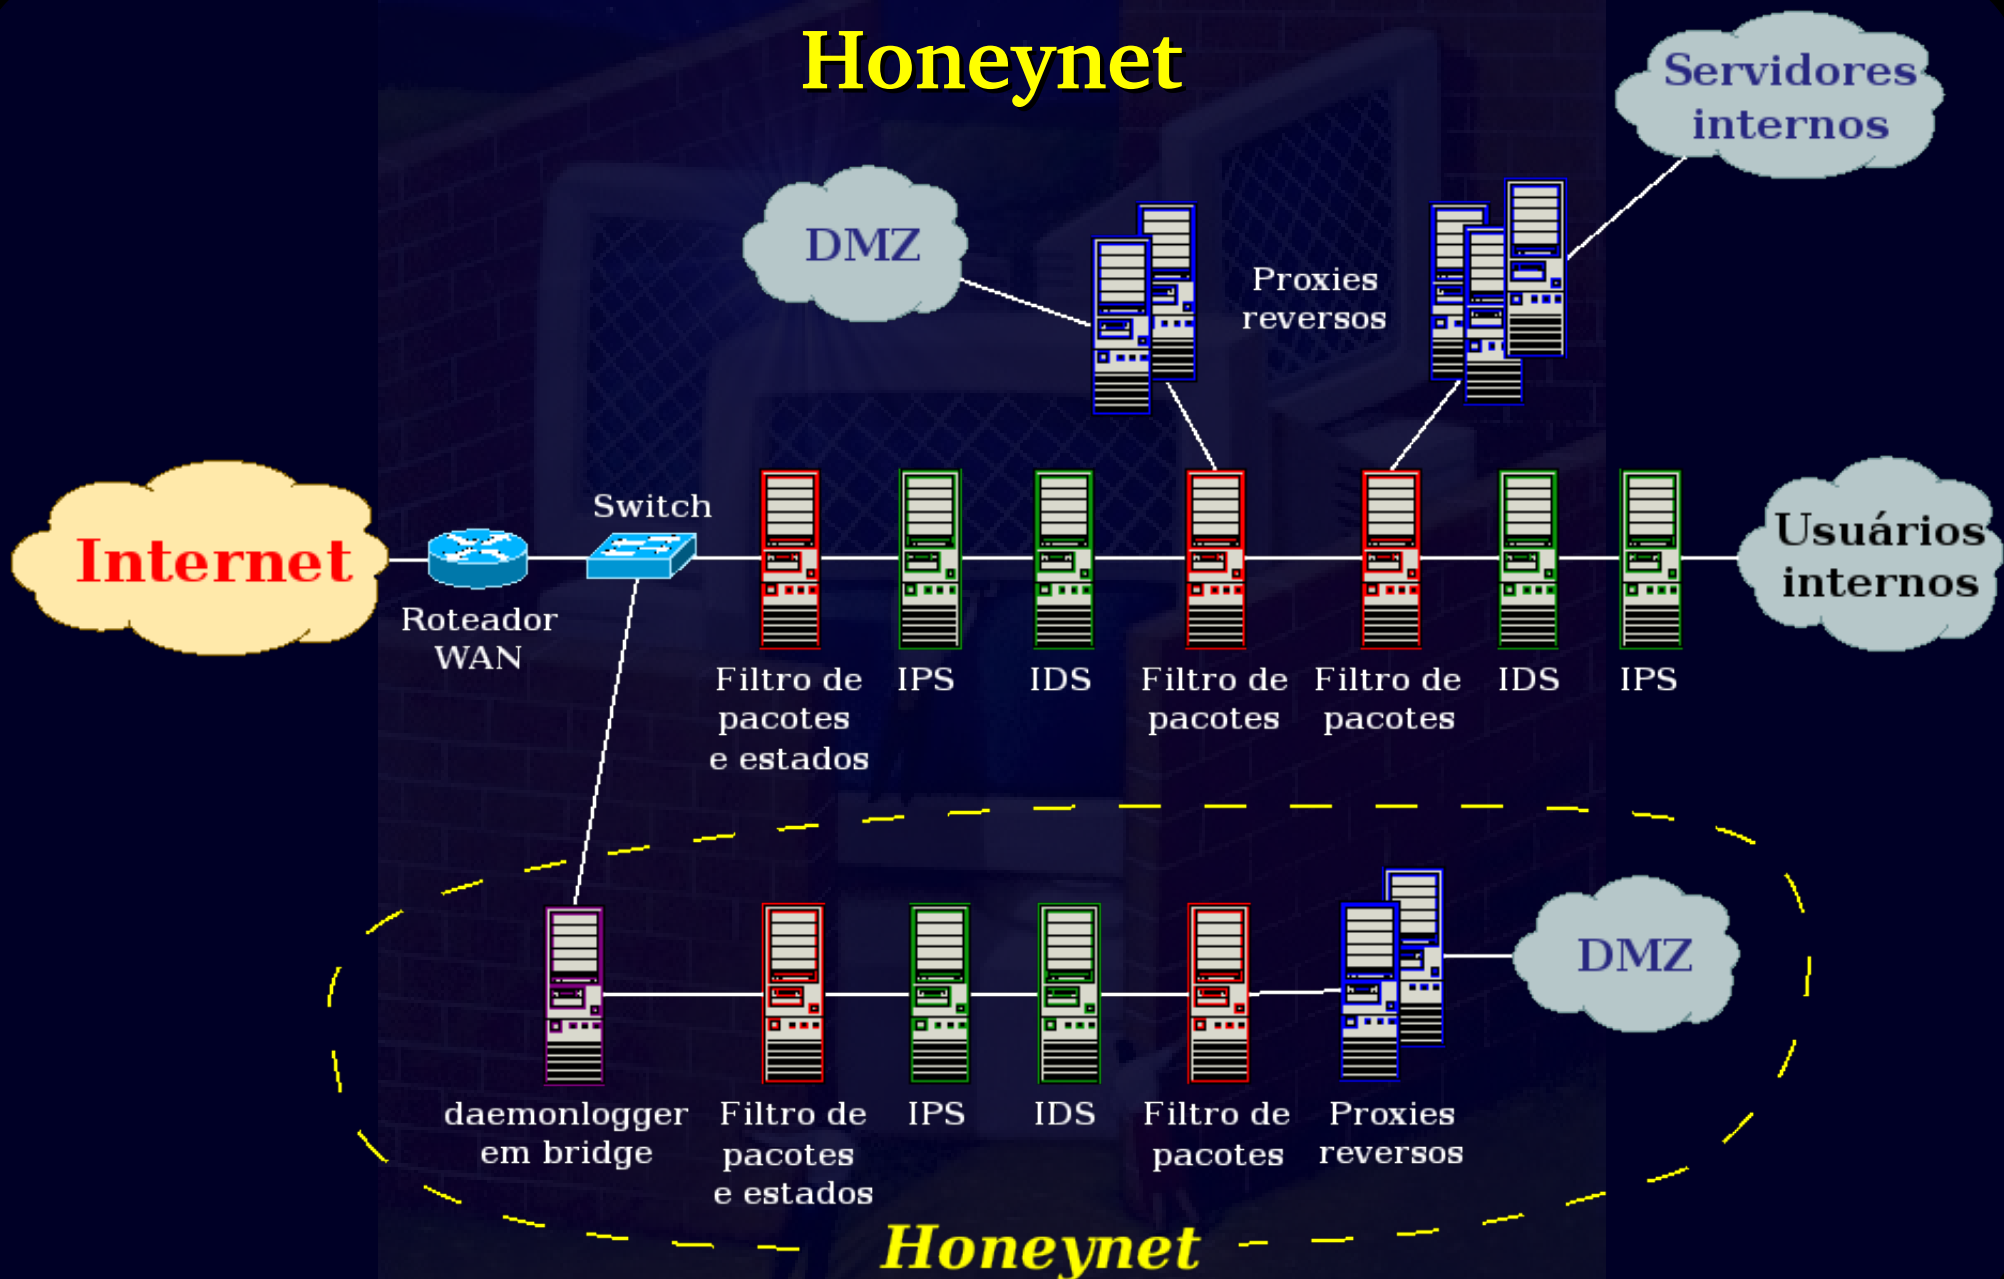 Honeynet
Servidores
internos
DMZ
Proxies
reversos
Internet
Roteador
WAN
Switch
Filtro de
pacotes
e estados
IPS
IDS
Filtro de
pacotes
Filtro de
pacotes
IDS
IPS
Usuários
internos
daemonlogger
em bridge
Filtro de
pacotes
e estados
IPS
IDS
Filtro de
pacotes
Proxies
reversos
DMZ
Honeynet